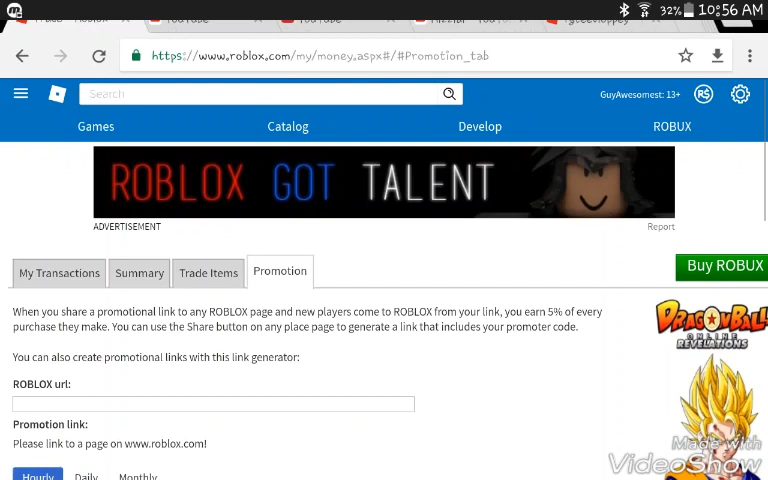 32% 10:56 AM
YouTube
https://www.roblox.com/my/money.aspx#/#Promotion_tab
Search
GuyAwesomest: 13+
R$
Games Catalog Develop ROBUX
ROBLOX GOT TALENT
ADVERTISEMENT Report
My Transactions Summary Trade Items Promotion
Buy ROBUX
When you share a promotional link to any ROBLOX page and new players come to ROBLOX from your link, you earn 5% of every
purchase they make. You can use the Share button on any place page to generate a link that includes your promoter code.
You can also create promotional links with this link generator:
ROBLOX url:
Promotion link:
Please link to a page on www.roblox.com!
Hourly Daily Monthly
DRAGONBALL
ONLINE
REVELATIONS
Made with
VideoShow